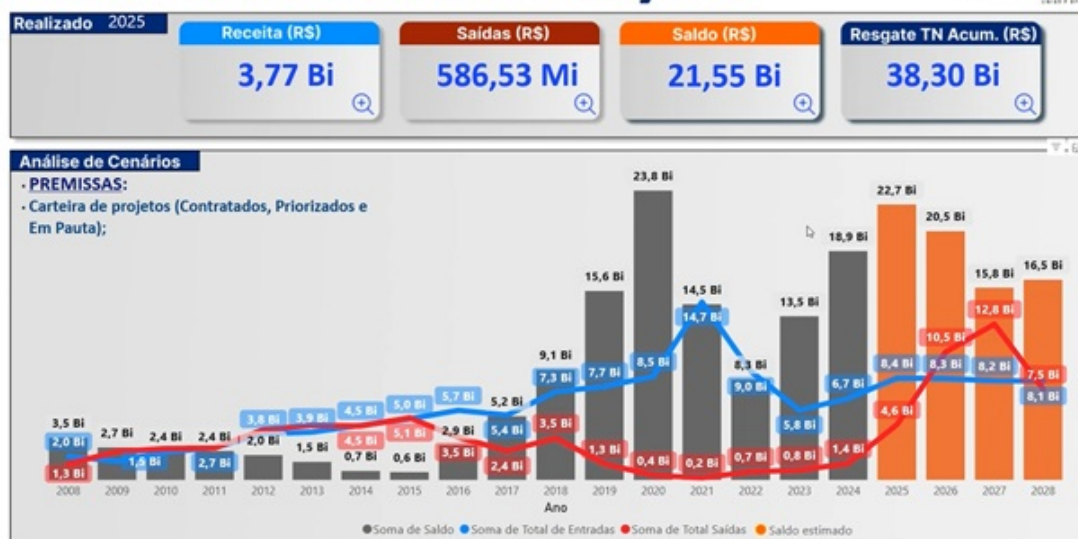 Realizado 2025
Receita (R$)
3,77 Bi
Saídas (R$)
586,53 Mi
Saldo (R$)
21,55 Bi
Resgate TN Acum. (R$)
38,30 Bi
Análise de Cenários
• PREMISSAS:
• Carteira de projetos (Contratados, Priorizados e
Em Pauta);
3,5 Bi
2,7 Bi
2,4 Bi
2,4 Bi
2,0 Bi
1,5 Bi
0,7 Bi
0,6 Bi
2,9 Bi
5,2 Bi
9,1 Bi
15,6 Bi
23,8 Bi
14,5 Bi
8,3 Bi
13,5 Bi
18,9 Bi
22,7 Bi
20,5 Bi
15,8 Bi
16,5 Bi
2,0 Bi
1,5 Bi
2,7 Bi
3,8 Bi
3,9 Bi
4,5 Bi
5,0 Bi
5,7 Bi
5,4 Bi
7,3 Bi
7,7 Bi
8,5 Bi
14,7 Bi
9,0 Bi
5,8 Bi
6,7 Bi
8,4 Bi
8,3 Bi
8,2 Bi
8,1 Bi
1,3 Bi
4,5 Bi
5,1 Bi
3,5 Bi
2,4 Bi
3,5 Bi
1,3 Bi
0,4 Bi
0,2 Bi
0,7 Bi
0,8 Bi
1,4 Bi
4,6 Bi
10,5 Bi
12,8 Bi
7,5 Bi
2008 2009 2010 2011 2012 2013 2014 2015 2016 2017 2018 2019 2020 2021 2022 2023 2024 2025 2026 2027 2028
Ano
Soma de Saldo Soma de Total de Entradas Soma de Total Saídas Saldo estimado